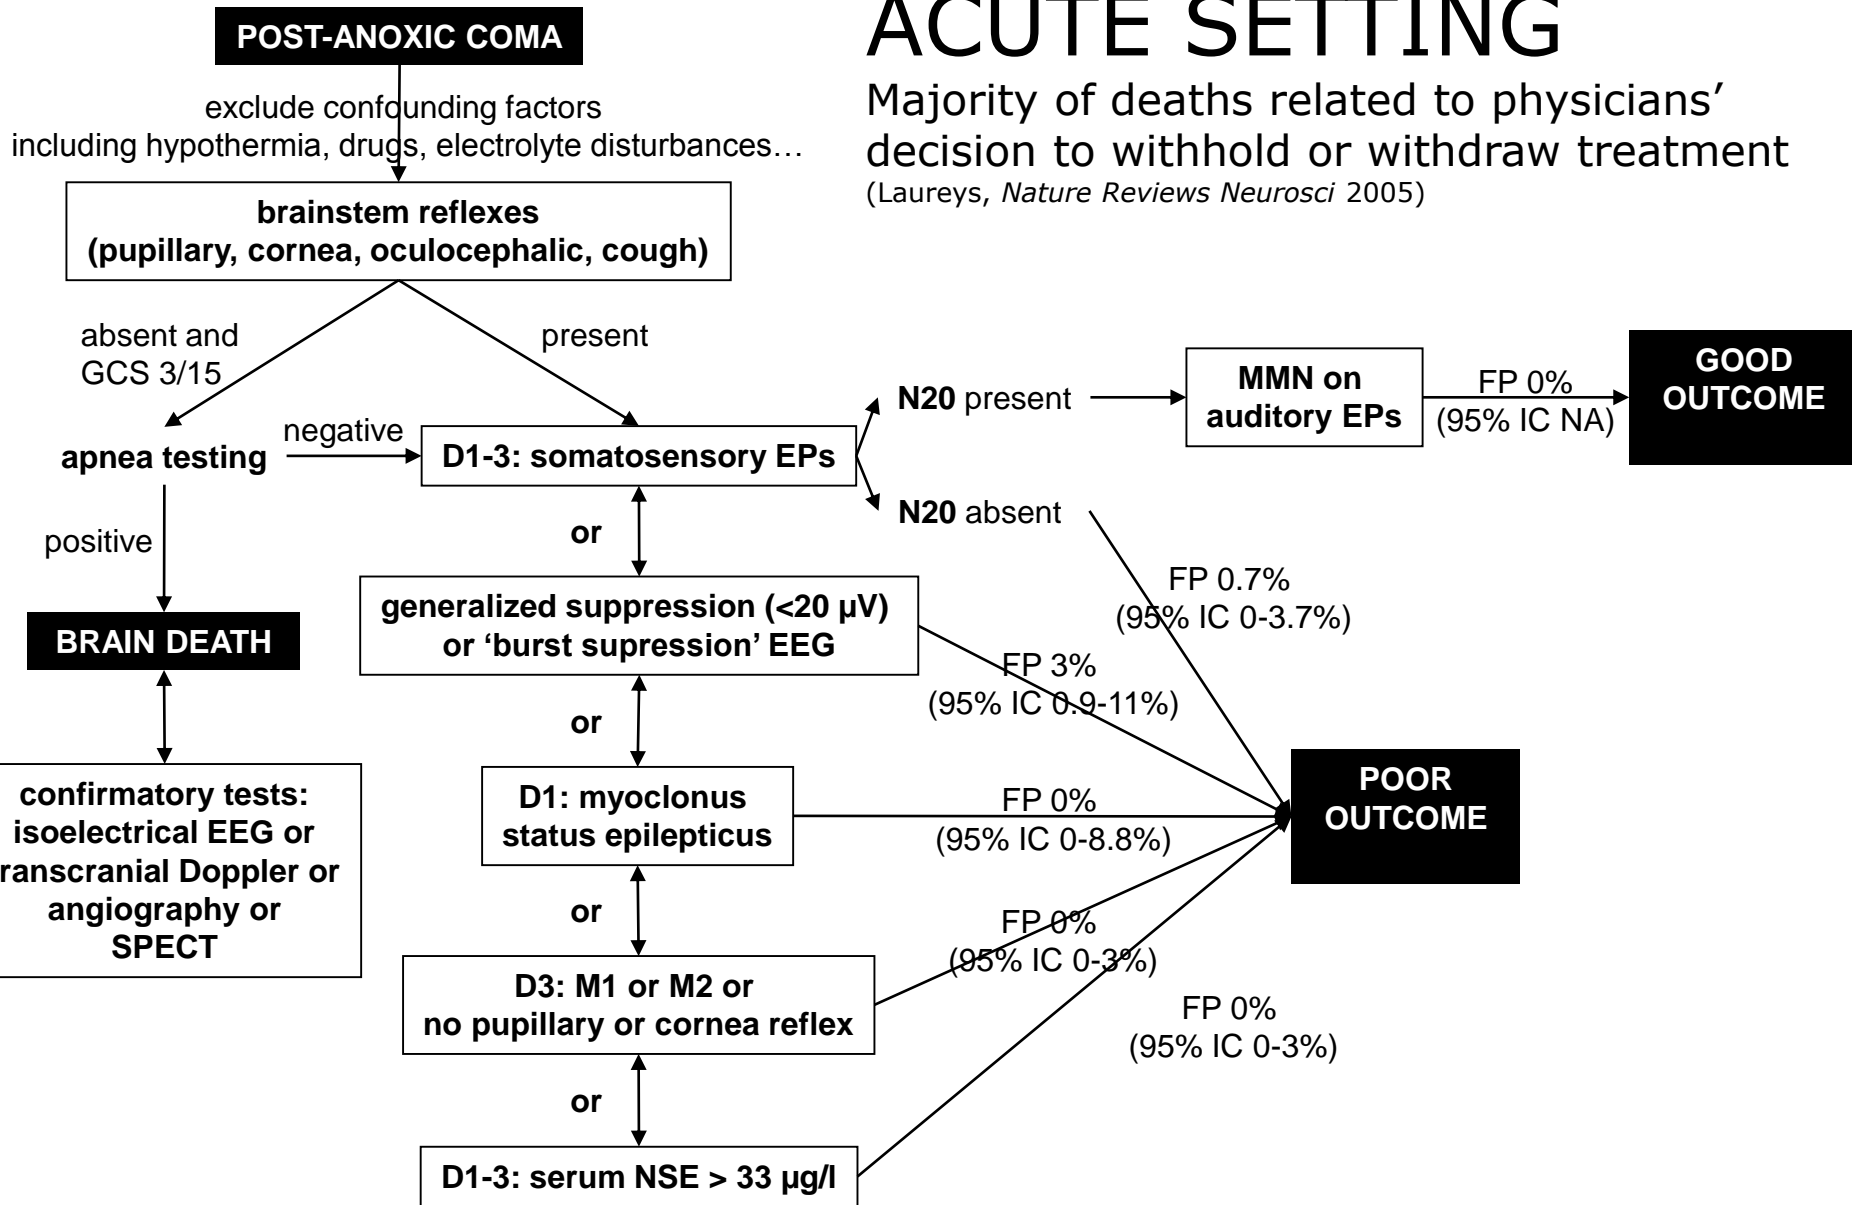 ACUTE SETTING
Majority of deaths related to physicians’
decision to withhold or withdraw treatment
(Laureys, Nature Reviews Neurosci 2005)
POST-ANOXIC COMA
exclude confounding factors
including hypothermia, drugs, electrolyte disturbances…
brainstem reflexes
(pupillary, cornea, oculocephalic, cough)
absent and
GCS 3/15
present
apnea testing
negative
positive
BRAIN DEATH
confirmatory tests:
isoelectrical EEG or
ranscranial Doppler or
angiography or
SPECT
D1-3: somatosensory EPs
N20 present
MMN on
auditory EPs
FP 0%
(95% IC NA)
GOOD
OUTCOME
N20 absent
FP 0.7%
(95% IC 0-3.7%)
or
generalized suppression (<20 µV)
or ‘burst supression’ EEG
FP 3%
(95% IC 0.9-11%)
or
D1: myoclonus
status epilepticus
FP 0%
(95% IC 0-8.8%)
POOR
OUTCOME
or
D3: M1 or M2 or
no pupillary or cornea reflex
FP 0%
(95% IC 0-3%)
or
D1-3: serum NSE > 33 µg/l
FP 0%
(95% IC 0-3%)